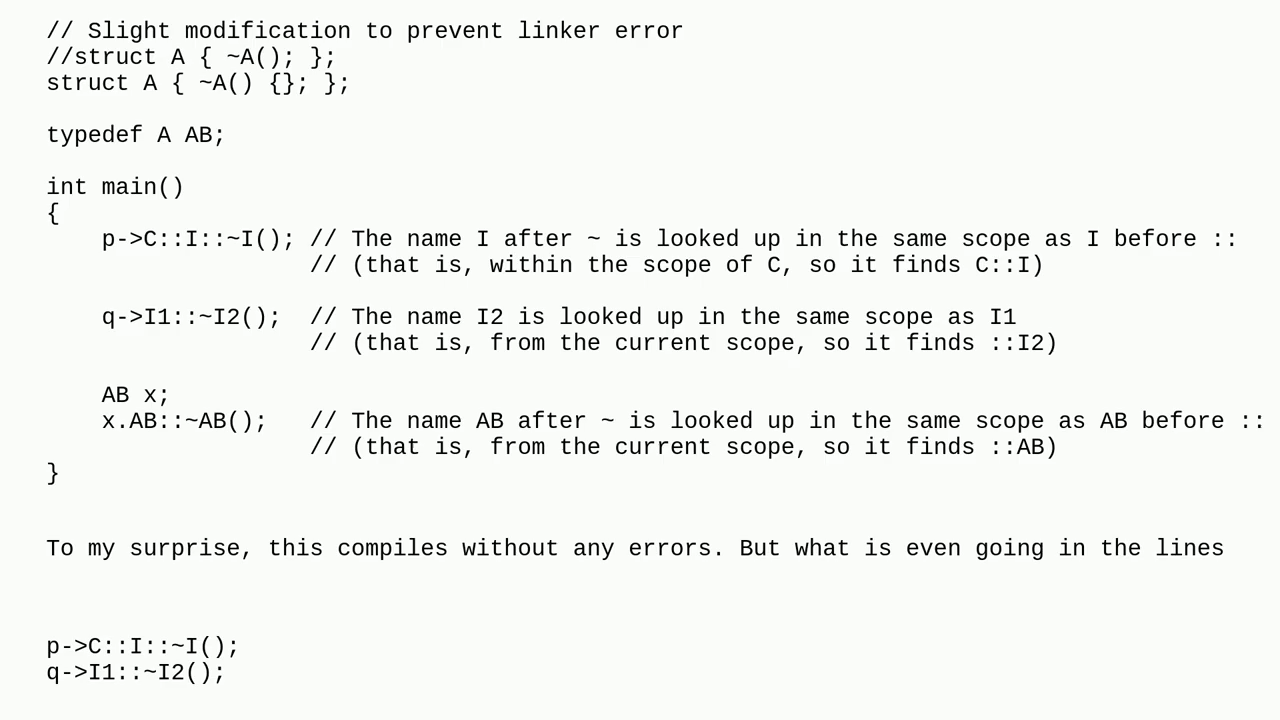 // Slight modification to prevent linker error
//struct A { ~A(); };
struct A { ~A() {}; };
typedef A AB;
int main()
{
p->C::I::~I(); // The name I after ~ is looked up in the same scope as I before ::
// (that is, within the scope of C, so it finds C::I)
q->I1::~I2();  // The name I2 is looked up in the same scope as I1
// (that is, from the current scope, so it finds ::I2)
AB x;
x.AB::~AB();   // The name AB after ~ is looked up in the same scope as AB before ::
// (that is, from the current scope, so it finds ::AB)
}
To my surprise, this compiles without any errors. But what is even going in the lines
p->C::I::~I();
q->I1::~I2();